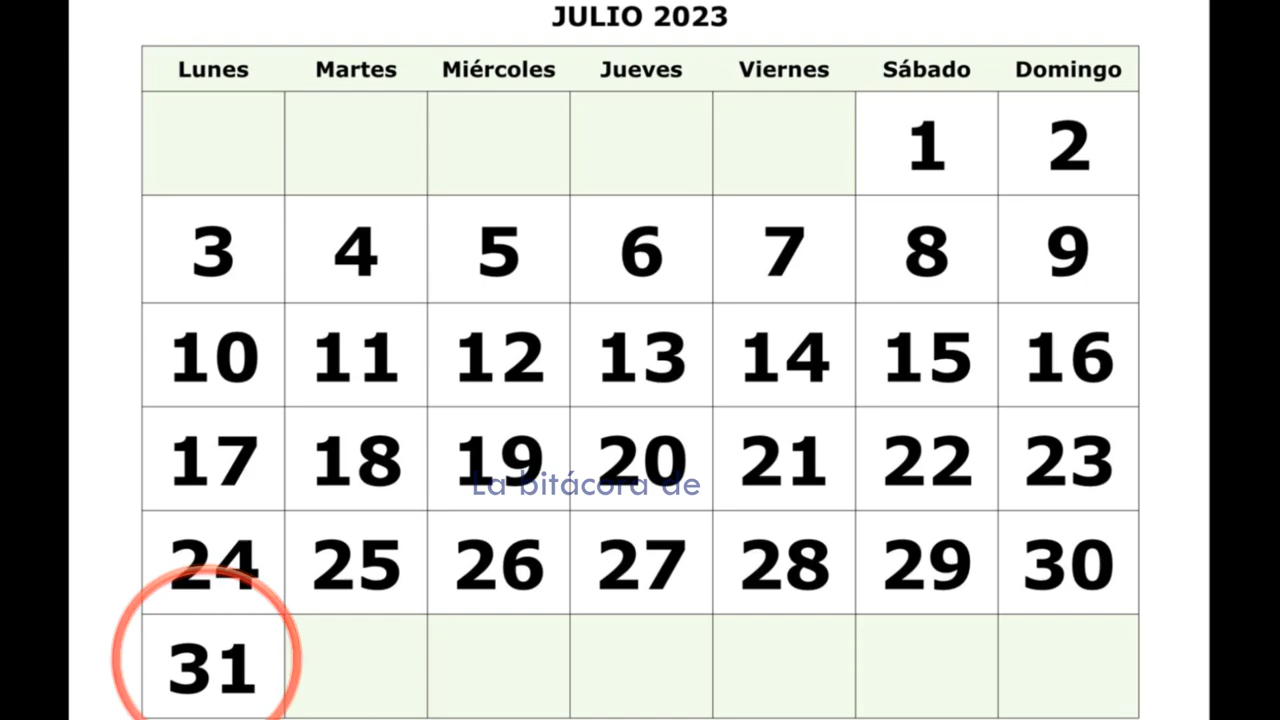 JULIO 2023
Lunes Martes Miércoles Jueves Viernes Sábado Domingo
1 2
3 4 5 6 7 8 9
10 11 12 13 14 15 16
17 18 19 20 21 22 23
La bitácora de
24 25 26 27 28 29 30
31